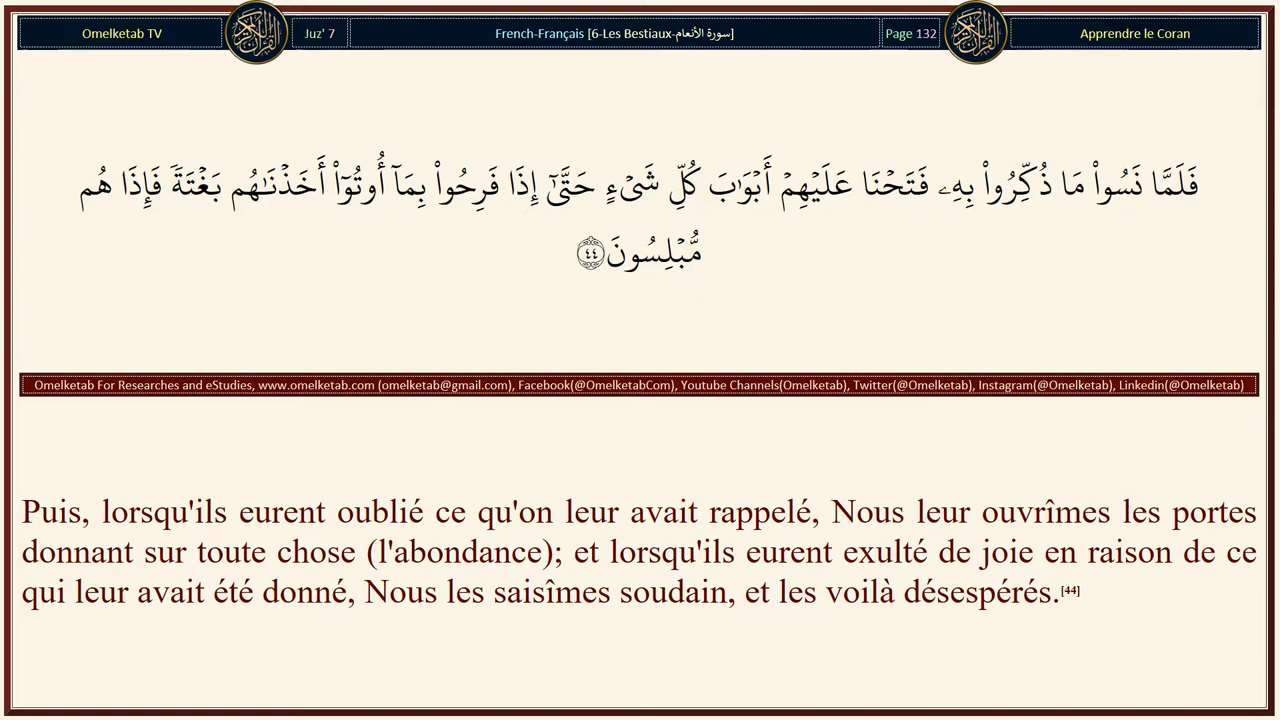 Omelketab TV
Juz' 7
French-Français [6-Les Bestiaux-سورة الأنعام]
Page 132
Apprendre le Coran
فَلَمَّا نَسُوا۟ مَا ذُكِّرُوا۟ بِهِۦ فَتَحْنَا عَلَيْهِمْ أَبْوَٰبَ كُلِّ شَىْءٍ حَتَّىٰٓ إِذَا فَرِحُوا۟ بِمَآ أُوتُوٓا۟ أَخَذْنَـٰهُم بَغْتَةً فَإِذَا هُم
مُّبْلِسُونَ ٤٤
Omelketab For Researches and eStudies, www.omelketab.com (omelketab@gmail.com), Facebook(@OmelketabCom), Youtube Channels(Omelketab), Twitter(@Omelketab), Instagram(@Omelketab), Linkedin(@Omelketab)
Puis, lorsqu'ils eurent oublié ce qu'on leur avait rappelé, Nous leur ouvrîmes les portes
donnant sur toute chose (l'abondance); et lorsqu'ils eurent exulté de joie en raison de ce
qui leur avait été donné, Nous les saisîmes soudain, et les voilà désespérés.[44]